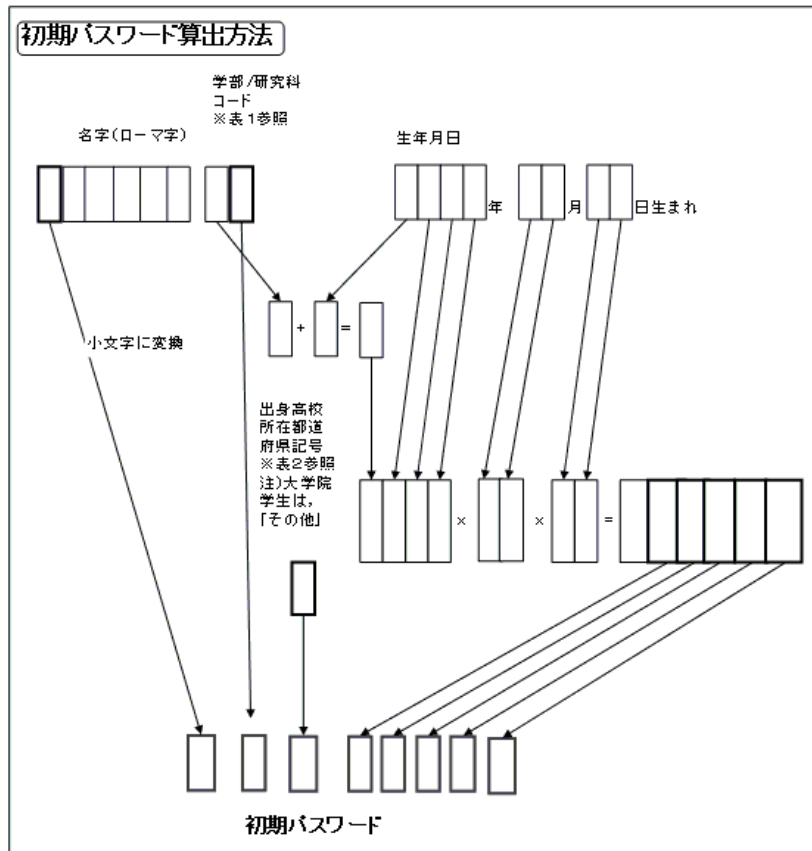 初期パスワード算出方法
学部/研究科
コード
※表1参照
名字(ローマ字)
生年月日
年
月
日生まれ
+
=
小文字に変換
出身高校
所在都道
府県記号
※表2参照
注)大学院
学生は,
「その他」
×
×
=
初期パスワード